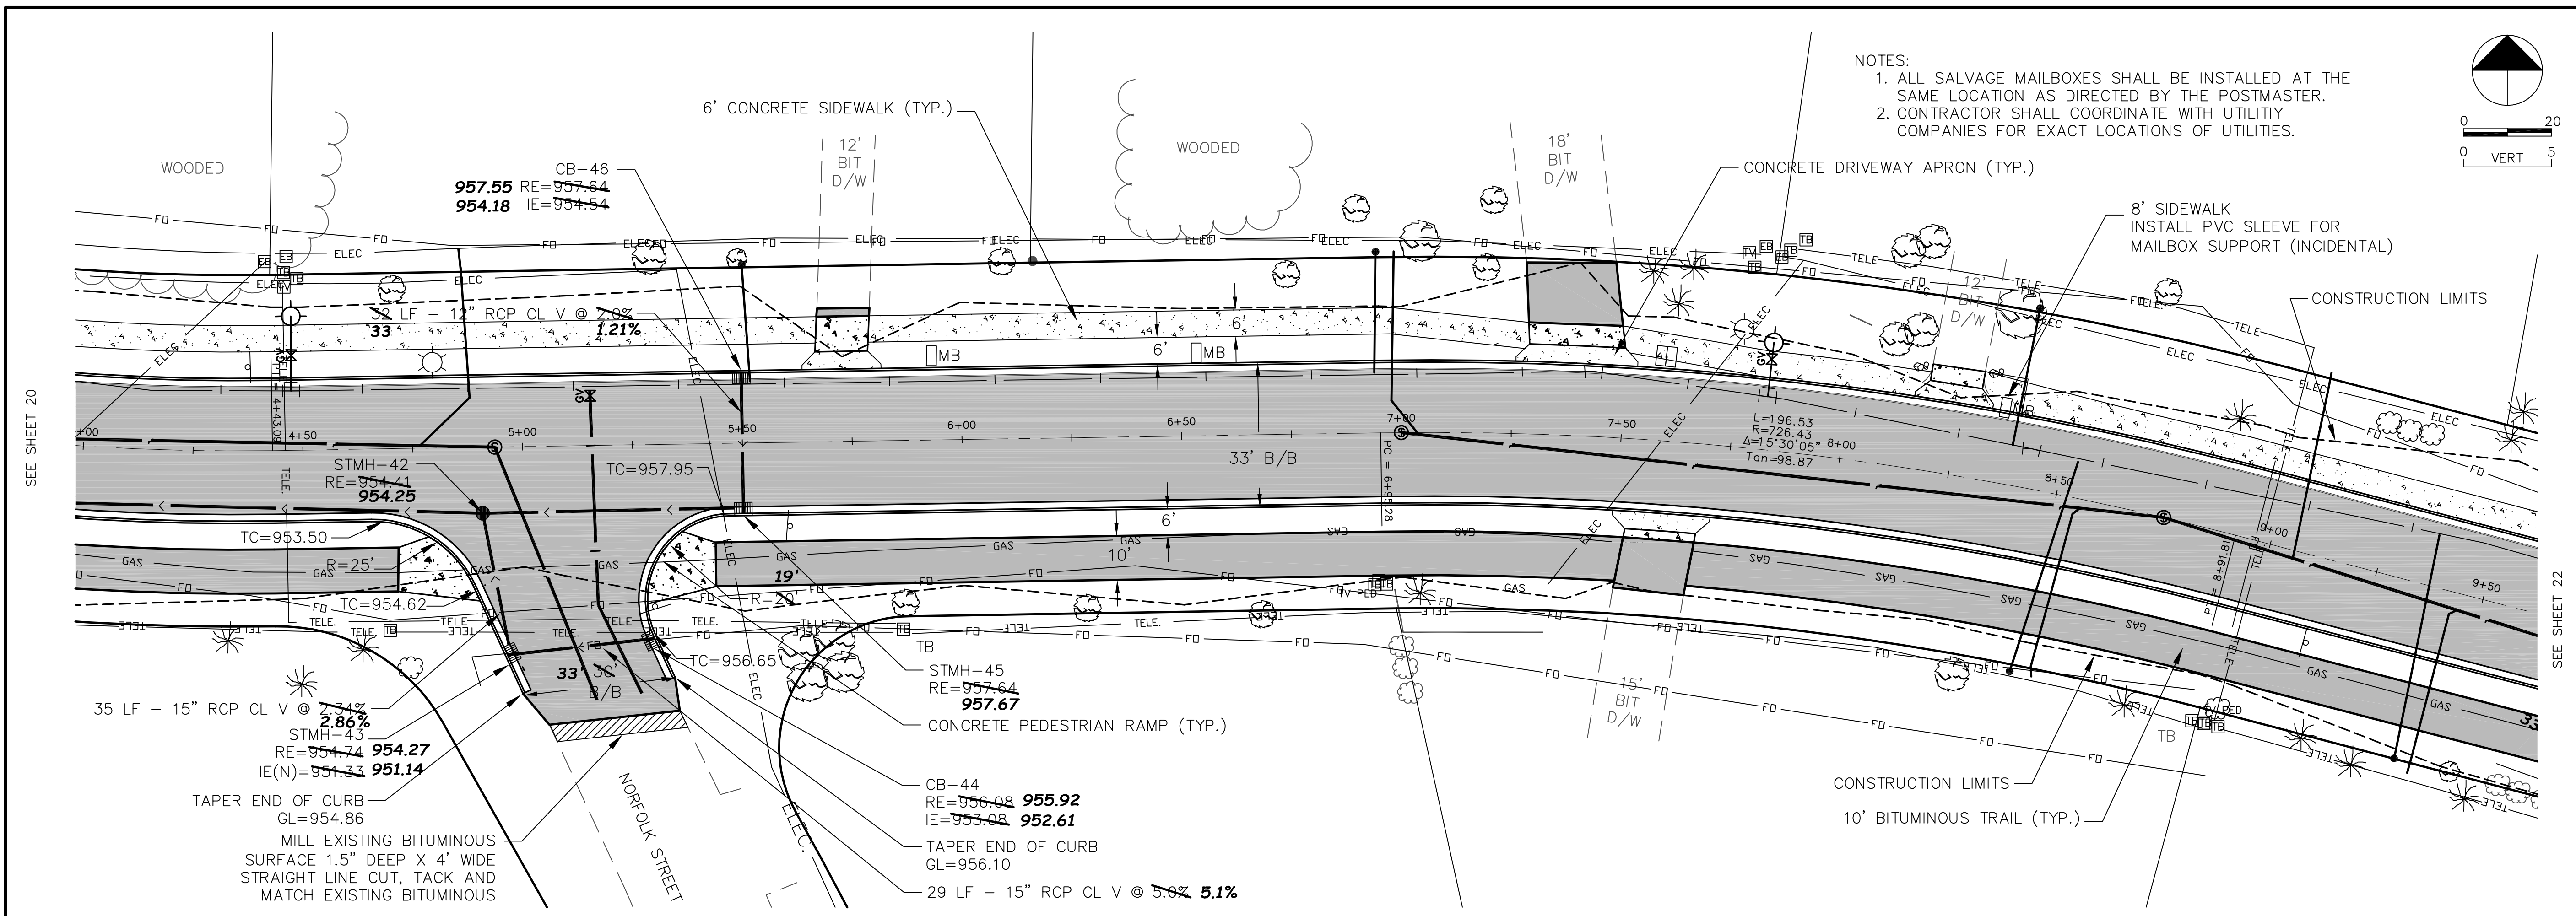 NOTES:
1. ALL SALVAGE MAILBOXES SHALL BE INSTALLED AT THE
SAME LOCATION AS DIRECTED BY THE POSTMASTER.
2. CONTRACTOR SHALL COORDINATE WITH UTILITIY
COMPANIES FOR EXACT LOCATIONS OF UTILITIES.
0 20
0 5
VERT
SEE SHEET 20
SEE SHEET 22
WOODED
WOODED
6' CONCRETE SIDEWALK (TYP.)
12'
BIT
D/W
18'
BIT
D/W
12'
BIT
D/W
CONCRETE DRIVEWAY APRON (TYP.)
8' SIDEWALK
INSTALL PVC SLEEVE FOR
MAILBOX SUPPORT (INCIDENTAL)
CONSTRUCTION LIMITS
CB-46
957.55 RE=957.64
954.18 IE=954.54
32 LF - 12" RCP CL V @ 2.0%
33 1.21%
6'
6'
MB
MB
MB
PT = 4+43.09
4+50
5+00
5+50
6+00
6+50
7+00
7+50
8+00
8+50
9+00
9+50
PC = 6+95.28
L=196.53
R=726.43
Δ=15°30'05"
Tan=98.87
PT = 8+91.81
33' B/B
STMH-42
RE=954.41
954.25
TC=957.95
TC=953.50
R=25'
TC=954.62
6'
10'
19'
R=20'
TC=956.65
33' 30'
B/B
35 LF - 15" RCP CL V @ 2.34%
2.86%
STMH-43
RE=954.74 954.27
IE(N)=951.33 951.14
TAPER END OF CURB
GL=954.86
MILL EXISTING BITUMINOUS
SURFACE 1.5" DEEP X 4' WIDE
STRAIGHT LINE CUT, TACK AND
MATCH EXISTING BITUMINOUS
NORFOLK STREET
STMH-45
RE=957.64
957.67
CONCRETE PEDESTRIAN RAMP (TYP.)
CB-44
RE=956.08 955.92
IE=953.08 952.61
TAPER END OF CURB
GL=956.10
29 LF - 15" RCP CL V @ 5.0% 5.1%
15'
BIT
D/W
TV PED
TB
TB
CONSTRUCTION LIMITS
10' BITUMINOUS TRAIL (TYP.)
FO
ELEC
TELE
GAS
GV
EB
TV
ELEC.
TELE.